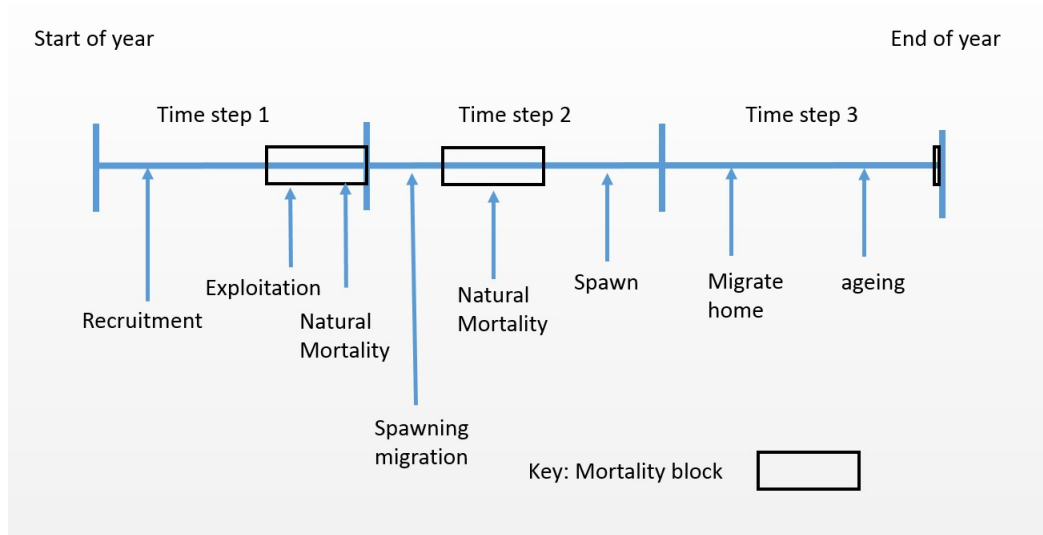 Start of year
End of year
Time step 1
Time step 2
Time step 3
Recruitment
Exploitation
Natural
Mortality
Spawning
migration
Natural
Mortality
Spawn
Migrate
home
ageing
Key: Mortality block